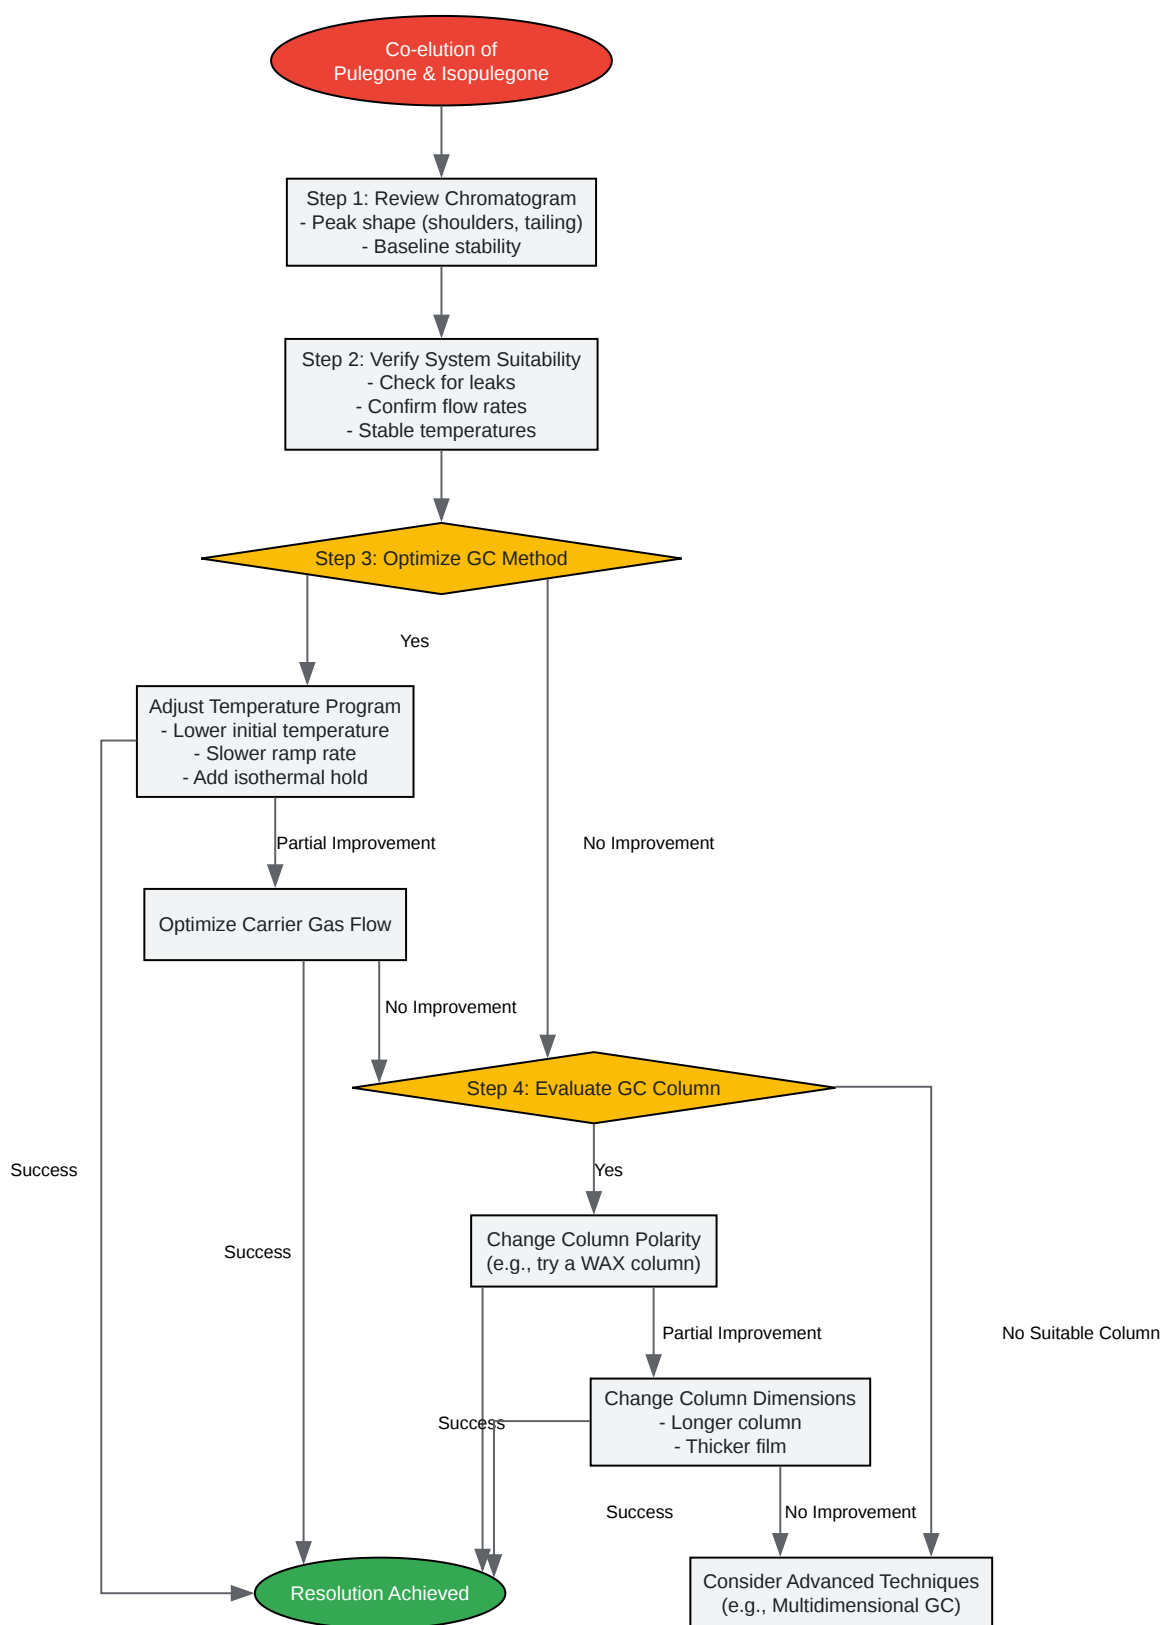 Co-elution of
Pulegone & Isopulegone
Step 1: Review Chromatogram
- Peak shape (shoulders, tailing)
- Baseline stability
Step 2: Verify System Suitability
- Check for leaks
- Confirm flow rates
- Stable temperatures
Step 3: Optimize GC Method
Yes
Adjust Temperature Program
- Lower initial temperature
- Slower ramp rate
- Add isothermal hold
Partial Improvement
No Improvement
Optimize Carrier Gas Flow
No Improvement
Step 4: Evaluate GC Column
Success
Yes
Success
Change Column Polarity
(e.g., try a WAX column)
Partial Improvement
No Suitable Column
Change Column Dimensions
- Longer column
- Thicker film
Success
Success
No Improvement
Resolution Achieved
Consider Advanced Techniques
(e.g., Multidimensional GC)